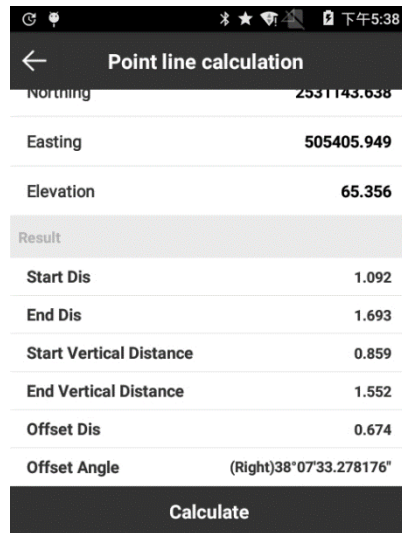 下午5:38
Point line calculation
Northing 2531143.638
Easting 505405.949
Elevation 65.356
Result
Start Dis 1.092
End Dis 1.693
Start Vertical Distance 0.859
End Vertical Distance 1.552
Offset Dis 0.674
Offset Angle (Right)38°07'33.278176"
Calculate